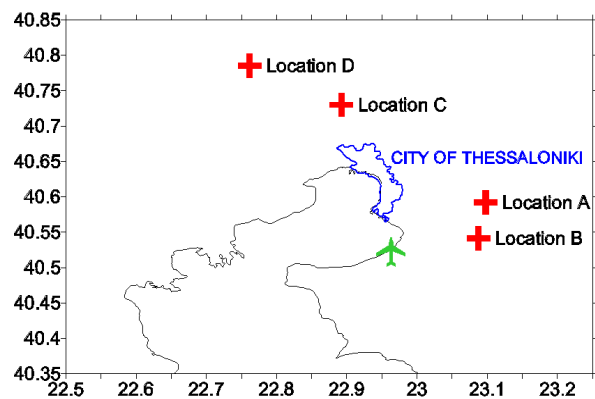 40.85
40.8
Location D
40.75
Location C
40.7
40.65
CITY OF THESSALONIKI
40.6
Location A
40.55
Location B
40.5
40.45
40.4
40.35
22.5 22.6 22.7 22.8 22.9 23 23.1 23.2